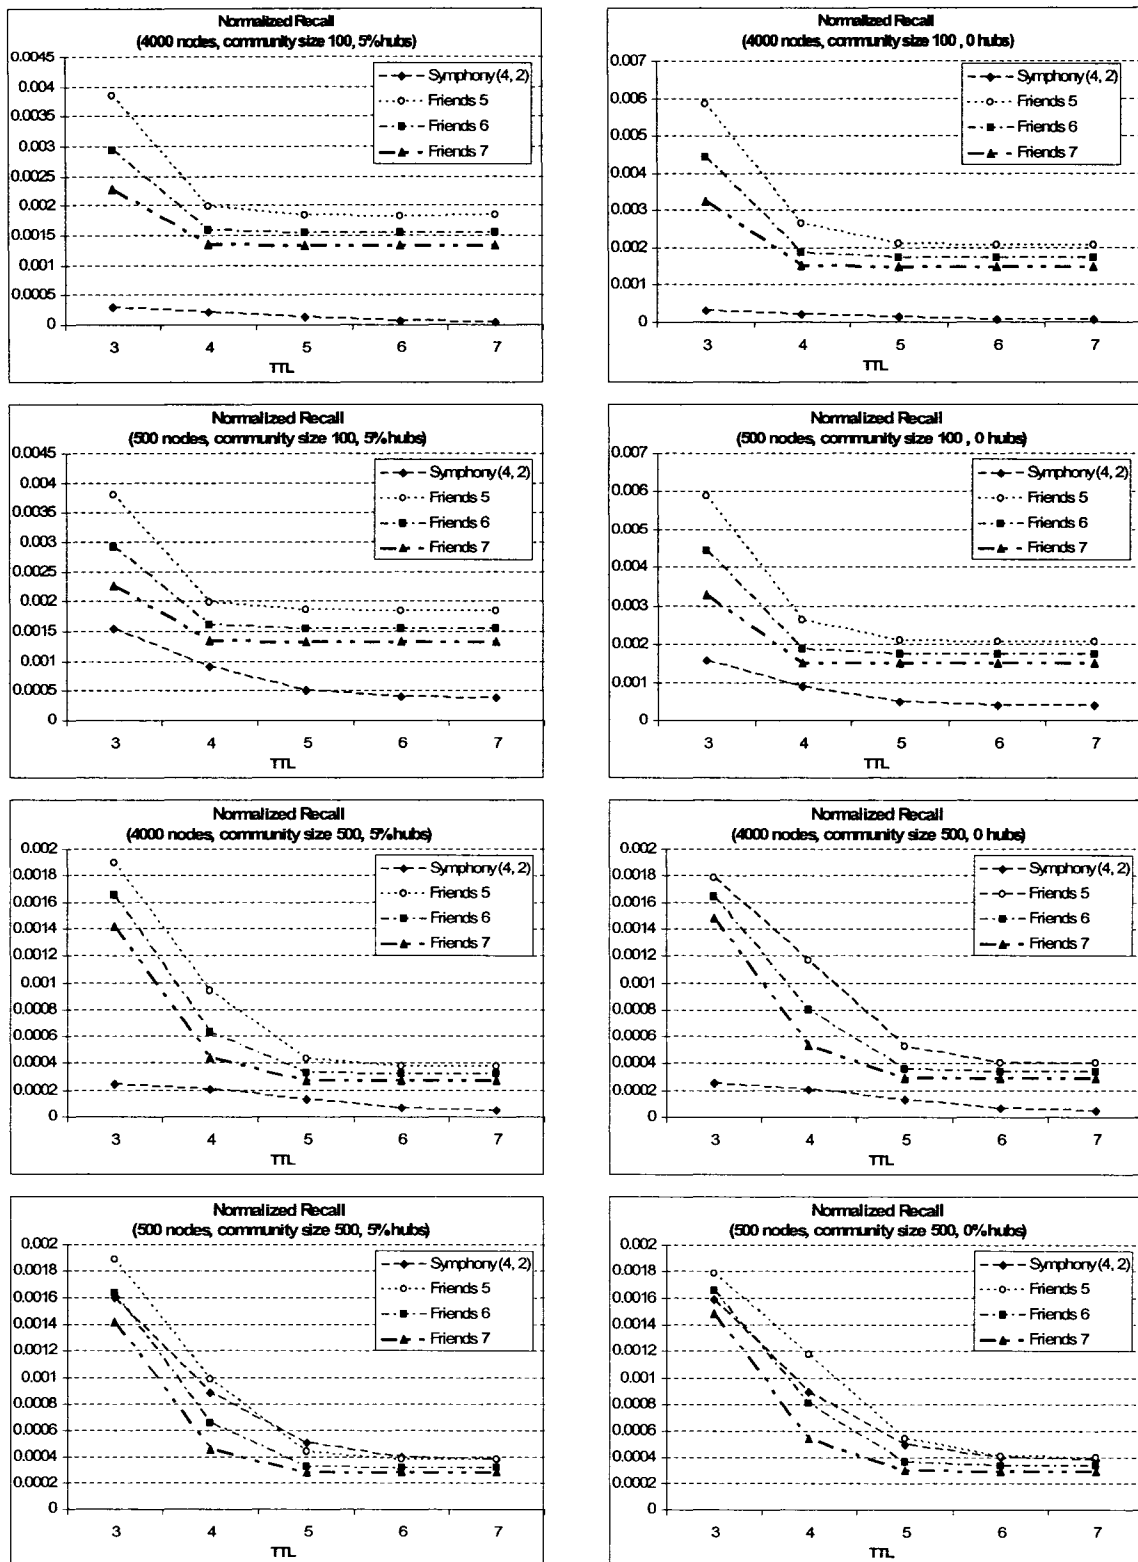 Normalized Recall
(4000 nodes, community size 100, 5% hubs)
0.0045
0.004
0.0035
0.003
0.0025
0.002
0.0015
0.001
0.0005
0
3 4 5 6 7
TTL
Symphony (4, 2)
Friends 5
Friends 6
Friends 7
Normalized Recall
(4000 nodes, community size 100 , 0 hubs)
0.007
0.006
0.005
0.004
0.003
0.002
0.001
0
3 4 5 6 7
TTL
Symphony (4, 2)
Friends 5
Friends 6
Friends 7
Normalized Recall
(500 nodes, community size 100, 5% hubs)
0.0045
0.004
0.0035
0.003
0.0025
0.002
0.0015
0.001
0.0005
0
3 4 5 6 7
TTL
Symphony (4, 2)
Friends 5
Friends 6
Friends 7
Normalized Recall
(500 nodes, community size 100 , 0 hubs)
0.007
0.006
0.005
0.004
0.003
0.002
0.001
0
3 4 5 6 7
TTL
Symphony (4, 2)
Friends 5
Friends 6
Friends 7
Normalized Recall
(4000 nodes, community size 500, 5% hubs)
0.002
0.0018
0.0016
0.0014
0.0012
0.001
0.0008
0.0006
0.0004
0.0002
0
3 4 5 6 7
TTL
Symphony (4, 2)
Friends 5
Friends 6
Friends 7
Normalized Recall
(4000 nodes, community size 500, 0 hubs)
0.002
0.0018
0.0016
0.0014
0.0012
0.001
0.0008
0.0006
0.0004
0.0002
0
3 4 5 6 7
TTL
Symphony (4, 2)
Friends 5
Friends 6
Friends 7
Normalized Recall
(500 nodes, community size 500, 5% hubs)
0.002
0.0018
0.0016
0.0014
0.0012
0.001
0.0008
0.0006
0.0004
0.0002
0
3 4 5 6 7
TTL
Symphony (4, 2)
Friends 5
Friends 6
Friends 7
Normalized Recall
(500 nodes, community size 500, 0% hubs)
0.002
0.0018
0.0016
0.0014
0.0012
0.001
0.0008
0.0006
0.0004
0.0002
0
3 4 5 6 7
TTL
Symphony (4, 2)
Friends 5
Friends 6
Friends 7